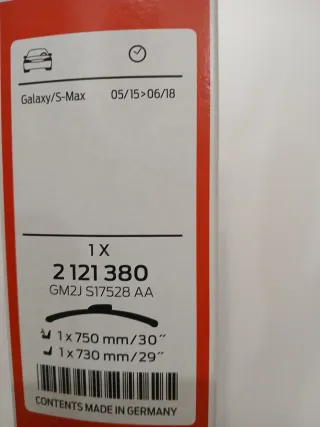 Galaxy/S-Max 05/15>06/18
1 X
2 121 380
GM2J S17528 AA
1 x 750 mm/30″
1 x 730 mm/29″
CONTENTS MADE IN GERMANY